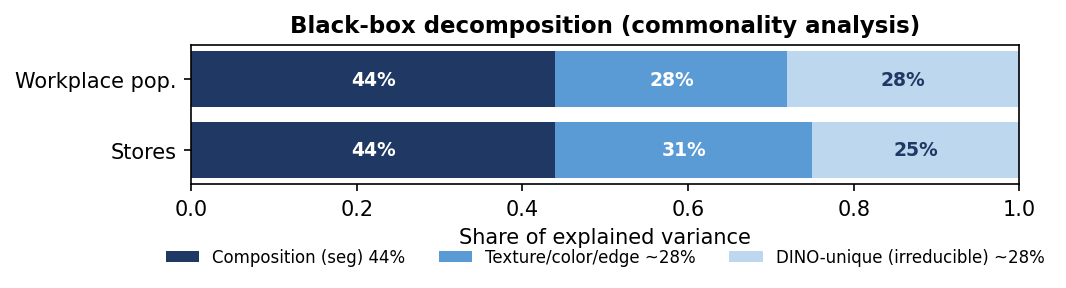 Black-box decomposition (commonality analysis)
Workplace pop. 44% 28% 28%
Stores 44% 31% 25%
0.0 0.2 0.4 0.6 0.8 1.0
Share of explained variance
Composition (seg) 44% Texture/color/edge ~28% DINO-unique (irreducible) ~28%